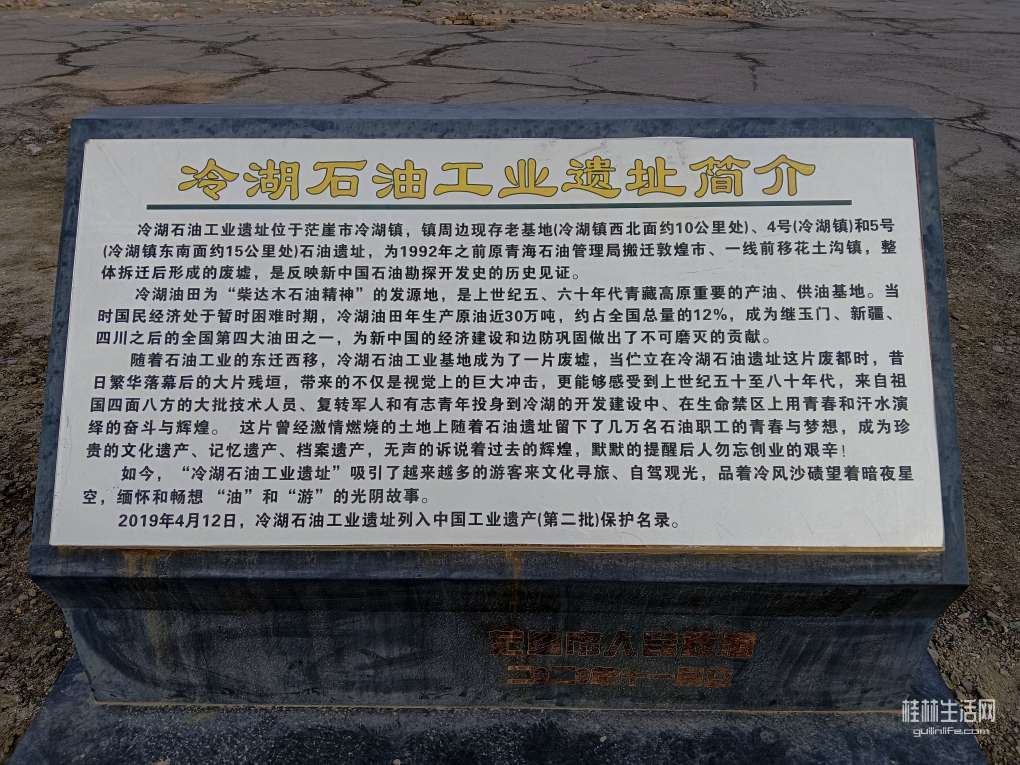 冷湖石油工业遗址简介
冷湖石油工业遗址位于茫崖市冷湖镇，镇周边现存老基地(冷湖镇西北面约10公里处)、4号(冷湖镇)和5号
(冷湖镇东南面约15公里处)石油遗址，为1992年之前原青海石油管理局搬迁敦煌市、一线前移花土沟镇，整
体拆迁后形成的废墟，是反映新中国石油勘探开发史的历史见证。
冷湖油田为“柴达木石油精神”的发源地，是上世纪五、六十年代青藏高原重要的产油、供油基地。当
时国民经济处于暂时困难时期，冷湖油田年生产原油近30万吨，约占全国总量的12%，成为继玉门、新疆、
四川之后的全国第四大油田之一，为新中国的经济建设和边防巩固做出了不可磨灭的贡献。
随着石油工业的东迁西移，冷湖石油工业基地成为了一片废墟，当伫立在冷湖石油遗址这片废都时，昔
日繁华落幕后的大片残垣，带来的不仅是视觉上的巨大冲击，更能够感受到上世纪五十至八十年代，来自祖
国四面八方的大批技术人员、复转军人和有志青年投身到冷湖的开发建设中、在生命禁区上用青春和汗水演
绎的奋斗与辉煌。 这片曾经激情燃烧的土地上随着石油遗址留下了几万名石油职工的青春与梦想，成为珍
贵的文化遗产、记忆遗产、档案遗产，无声的诉说着过去的辉煌，默默的提醒后人勿忘创业的艰辛！
如今，“冷湖石油工业遗址”吸引了越来越多的游客来文化寻旅、自驾观光，品着冷风沙碛望着暗夜星
空，缅怀和畅想 “油”和“游”的光阴故事。
2019年4月12日，冷湖石油工业遗址列入中国工业遗产(第二批)保护名录。
桂林生活网
guilinlife.com